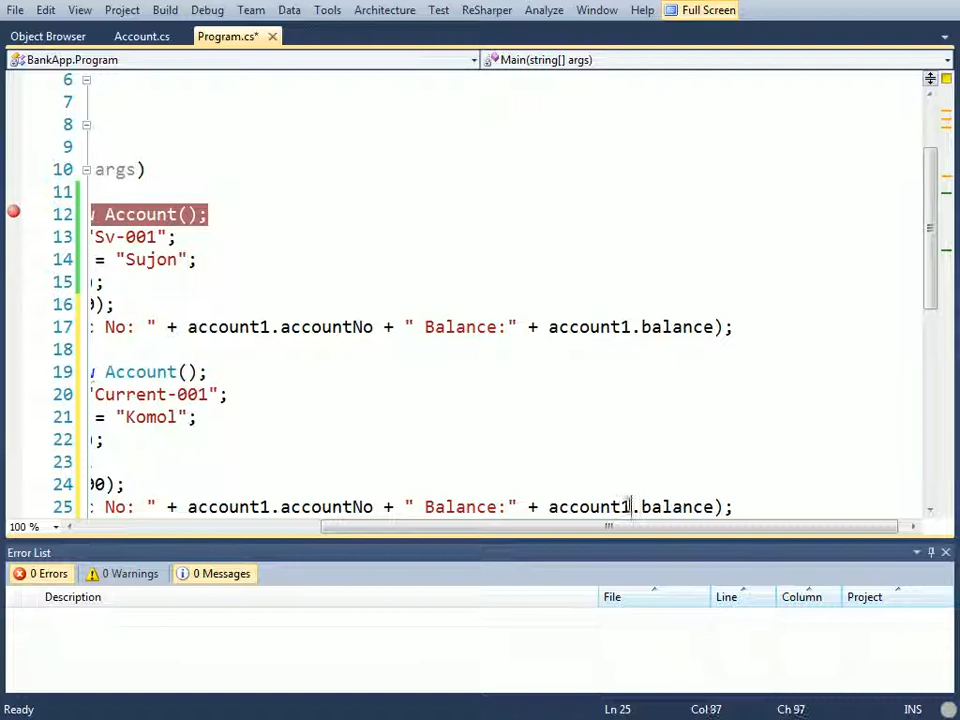 File Edit View Project Build Debug Team Data Tools Architecture Test ReSharper Analyze Window Help Full Screen
Object Browser Account.cs Program.cs*
BankApp.Program Main(string[] args)
6
7
8
9
10 args)
11
12 Account();
13 "Sv-001";
14 = "Sujon";
15 );
16 0);
17 : No: " + account1.accountNo + " Balance:" + account1.balance);
18
19 Account();
20 "Current-001";
21 = "Komol";
22 );
23
24 00);
25 : No: " + account1.accountNo + " Balance:" + account1.balance);
100 %
Error List
0 Errors 0 Warnings 0 Messages
Description File Line Column Project
Ready Ln 25 Col 97 Ch 97 INS